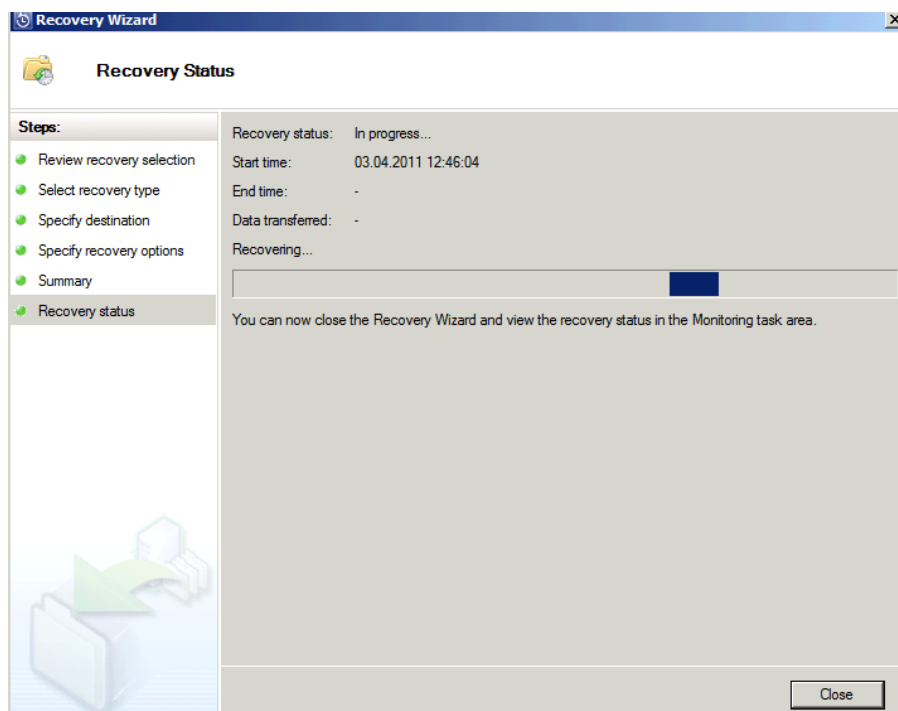 Recovery Wizard
Recovery Status
Steps:
Review recovery selection
Select recovery type
Specify destination
Specify recovery options
Summary
Recovery status
Recovery status: In progress...
Start time: 03.04.2011 12:46:04
End time: -
Data transferred: -
Recovering...
You can now close the Recovery Wizard and view the recovery status in the Monitoring task area.
Close